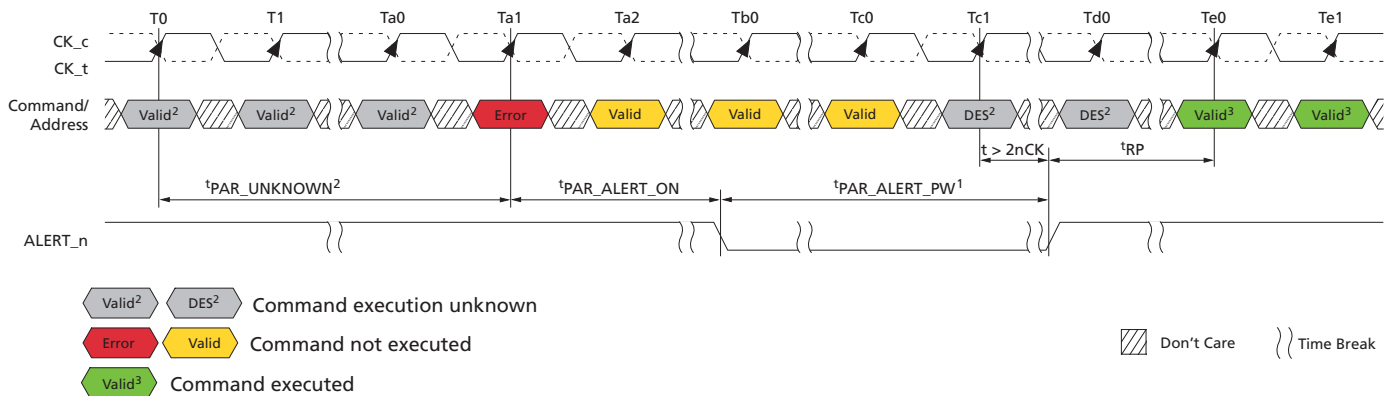 T0 T1 Ta0 Ta1 Ta2 Tb0 Tc0 Tc1 Td0 Te0 Te1
CK_c
CK_t
Command/
Address
Valid² Valid² Valid² Error Valid Valid Valid DES² DES² Valid³ Valid³
t > 2nCK tRP
tPAR_UNKNOWN² tPAR_ALERT_ON tPAR_ALERT_PW¹
ALERT_n
Valid² DES² Command execution unknown
Error Valid Command not executed
Don't Care Time Break
Valid³ Command executed